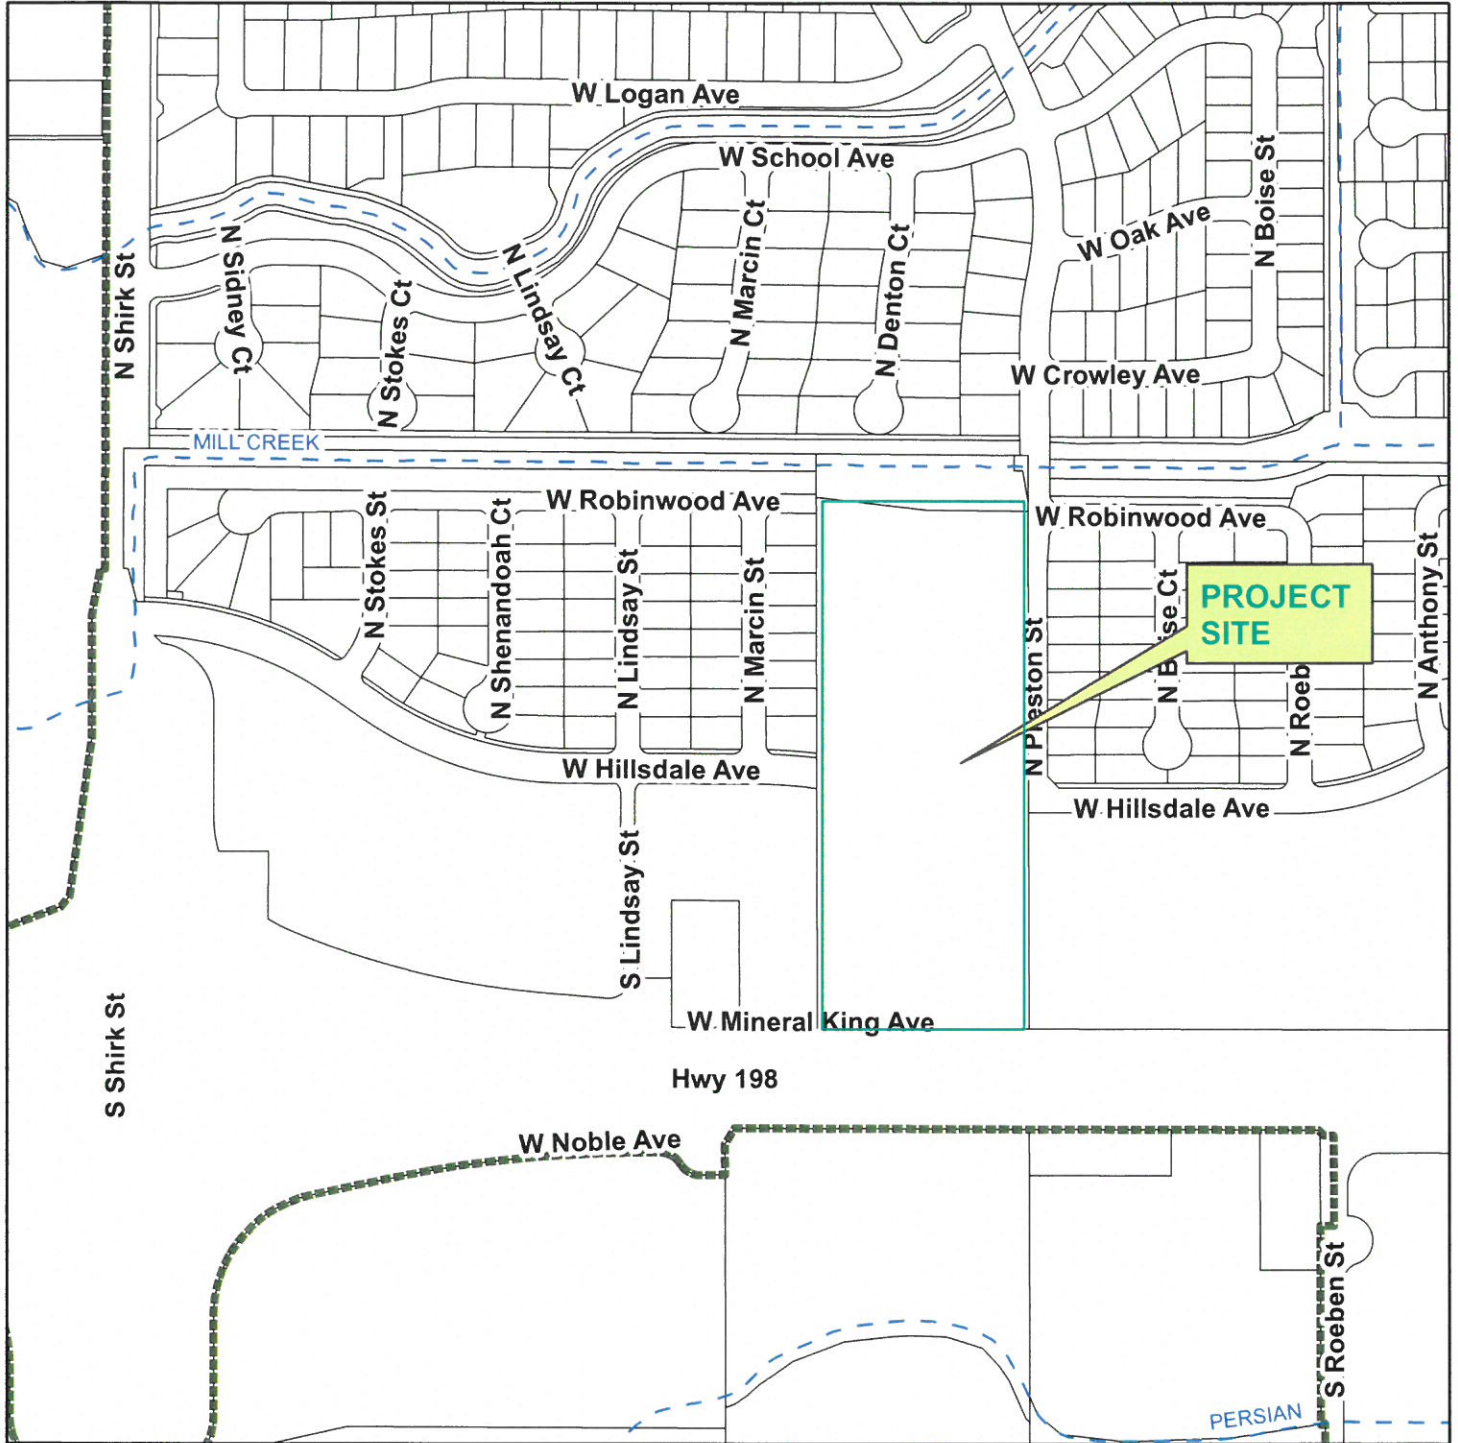 W Logan Ave
W School Ave
N Boise St
W Oak Ave
N Shirk St
N Sidney Ct
N Stokes Ct
N Lindsay Ct
N Marcin Ct
N Denton Ct
W Crowley Ave
MILL CREEK
W Robinwood Ave
W Robinwood Ave
N Stokes St
N Shenandoah Ct
N Lindsay St
N Marcin St
N Preston St
PROJECT
SITE
N Roeb
N Anthony St
W Hillsdale Ave
W Hillsdale Ave
S Lindsay St
W Mineral King Ave
S Shirk St
Hwy 198
W Noble Ave
S Roeben St
PERSIAN